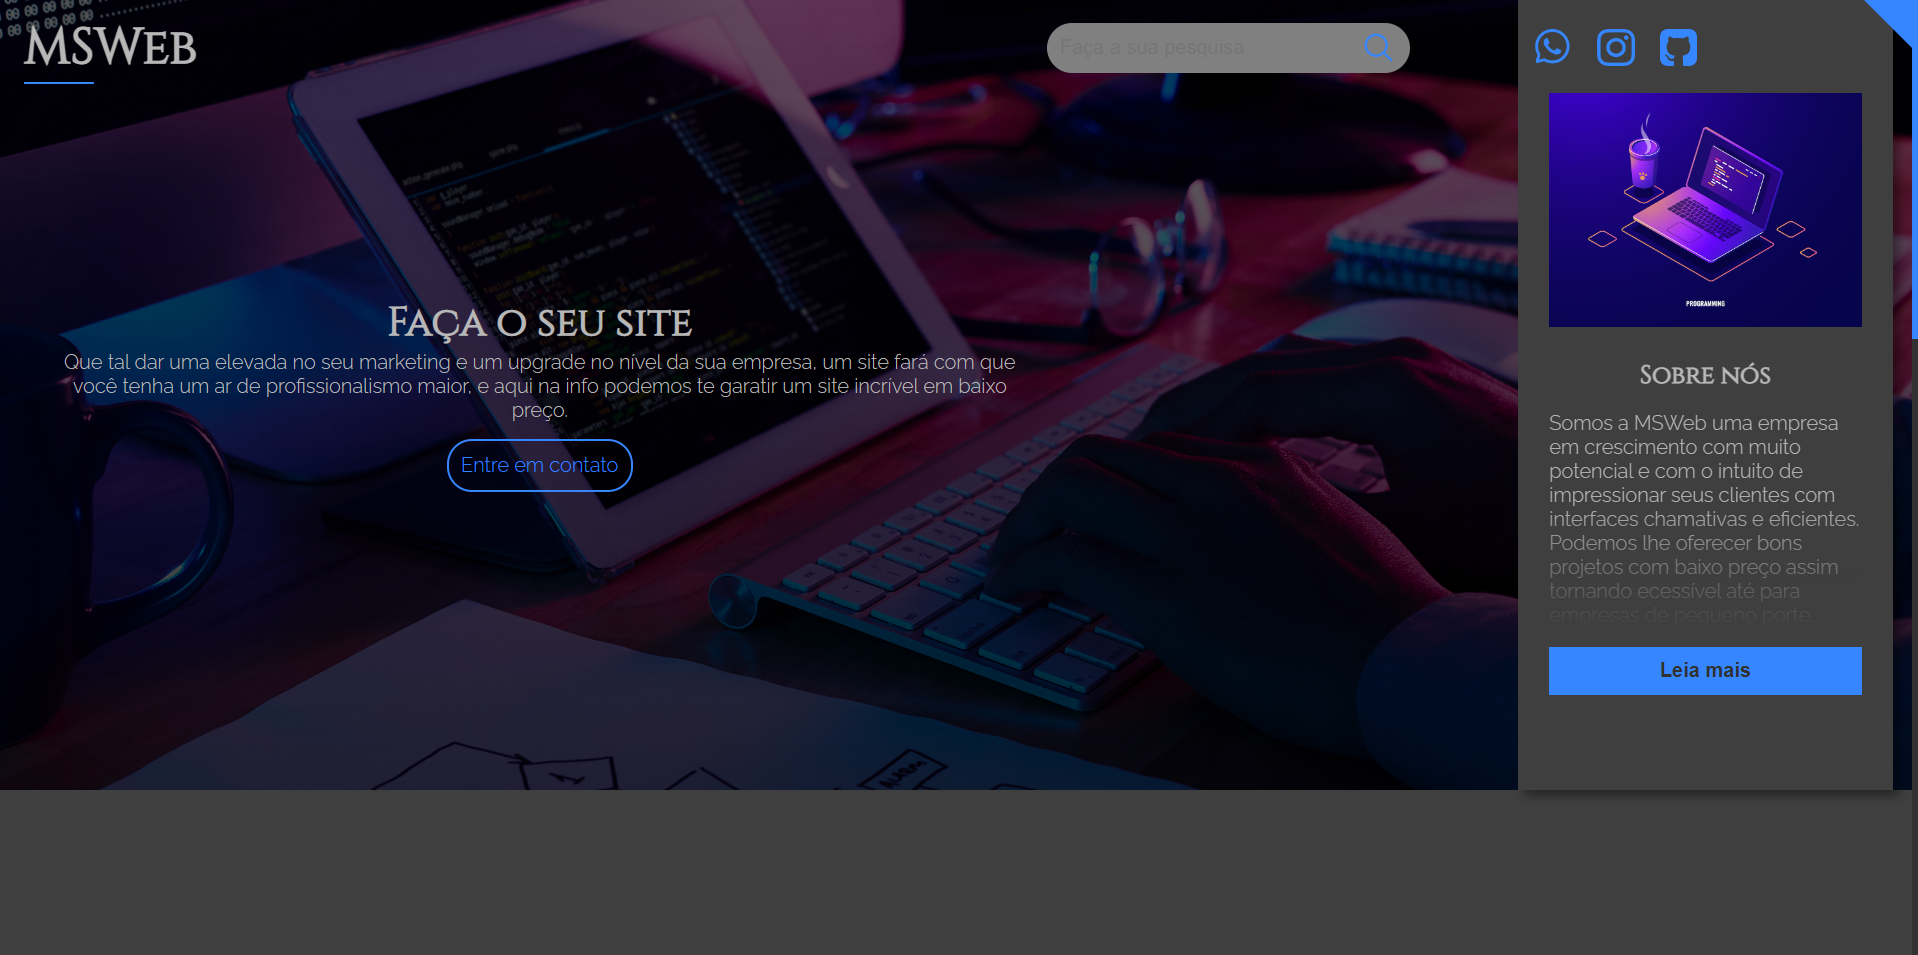 MSWeb
Faça a sua pesquisa
Faça o seu site
Que tal dar uma elevada no seu marketing e um upgrade no nível da sua empresa, um site fará com que
você tenha um ar de profissionalismo maior, e aqui na info podemos te garatir um site incrível em baixo
preço.
Entre em contato
PROGRAMMING
Sobre nós
Somos a MSWeb uma empresa
em crescimento com muito
potencial e com o intuito de
impressionar seus clientes com
interfaces chamativas e eficientes.
Podemos lhe oferecer bons
projetos com baixo preço assim
tornando ecessível até para
empresas de pequeno porte.
Leia mais